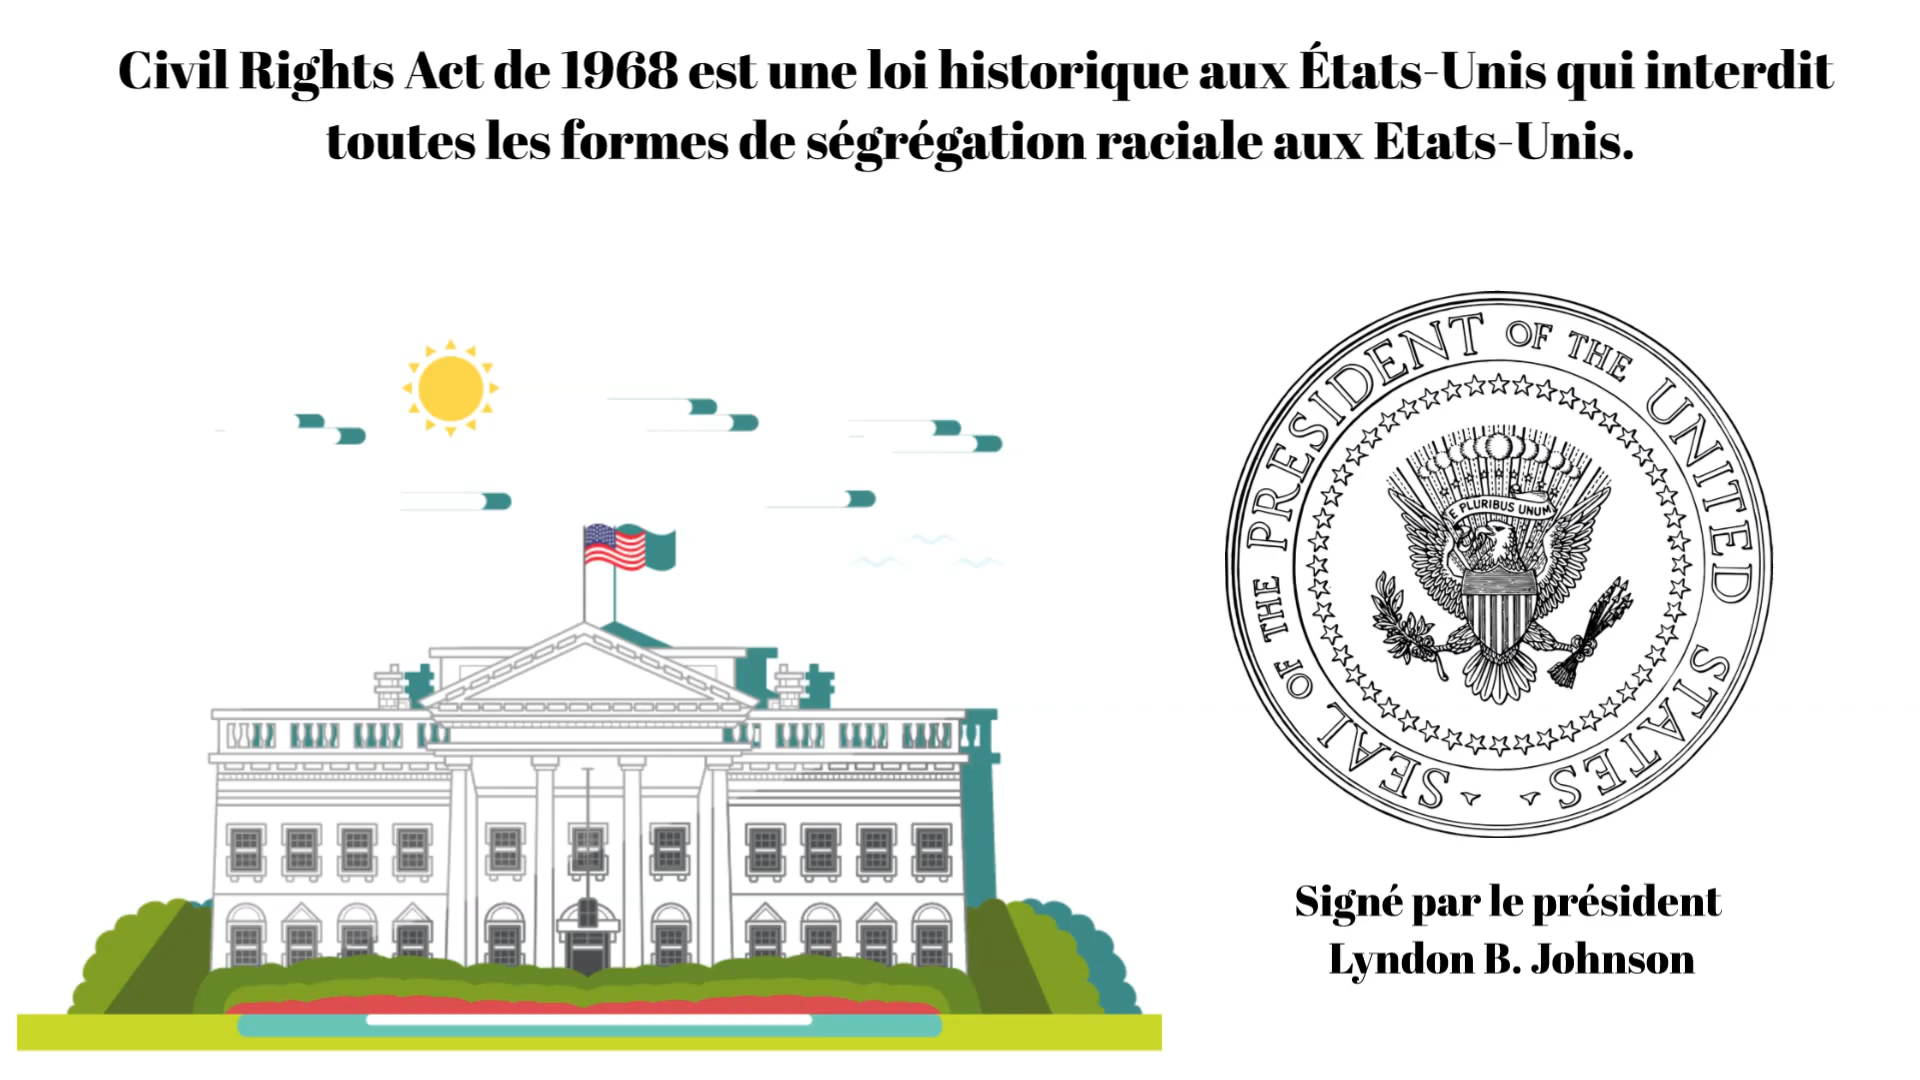 Civil Rights Act de 1968 est une loi historique aux États-Unis qui interdit
toutes les formes de ségrégation raciale aux Etats-Unis.
SEAL OF THE PRESIDENT OF THE UNITED STATES
E PLURIBUS UNUM
Signé par le président
Lyndon B. Johnson